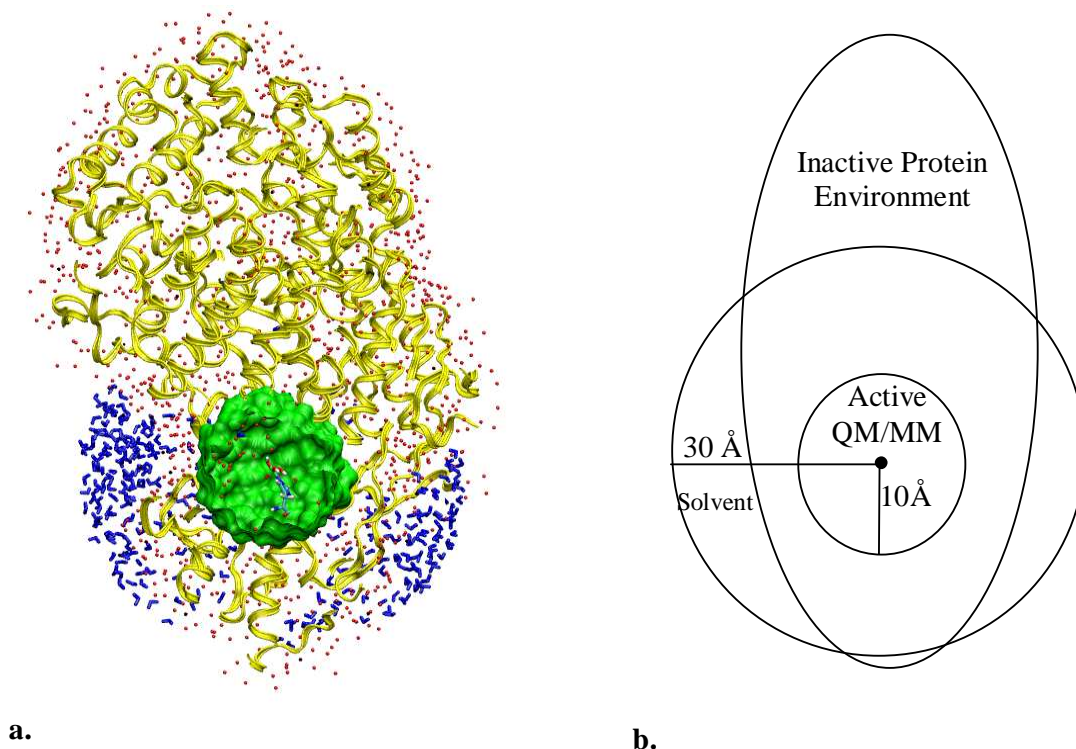 Inactive Protein
Environment
Active
QM/MM
30 Å
10Å
Solvent
a.
b.